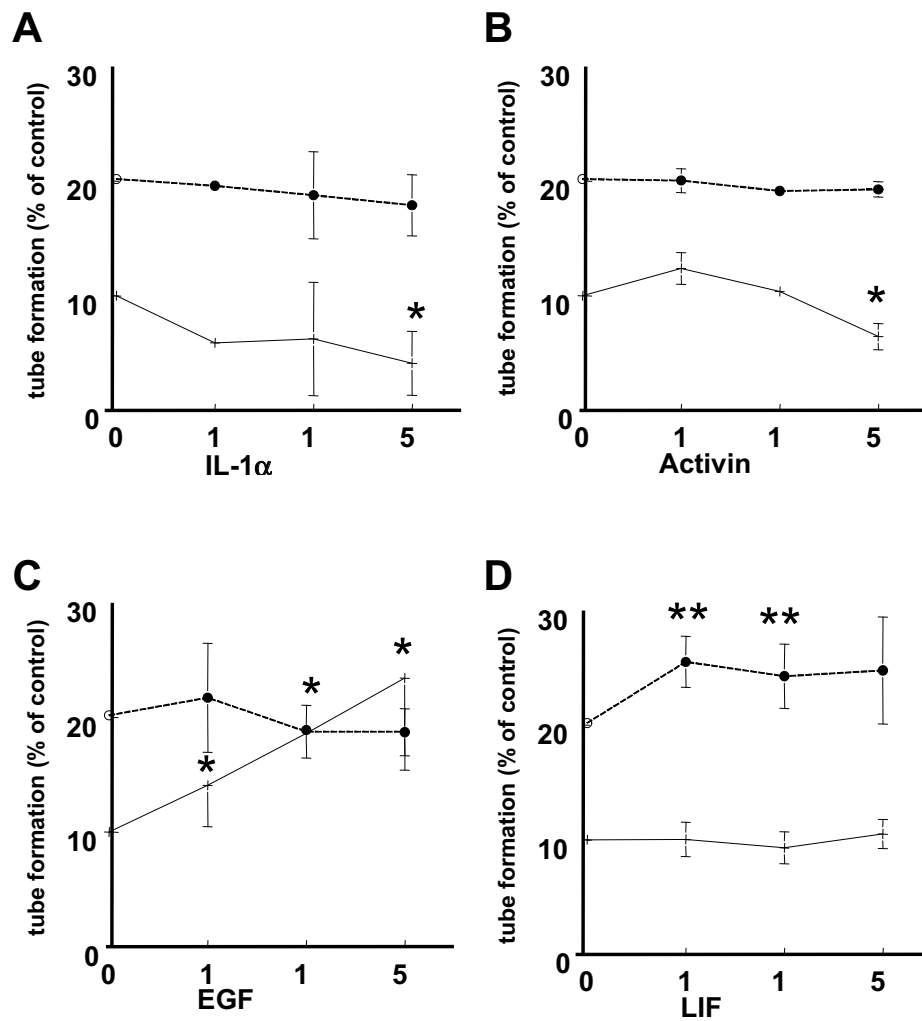 A
B
tube formation (% of control)
30
20
10
0
0 1 1 5
IL-1α
*
tube formation (% of control)
30
20
10
0
0 1 1 5
Activin
*
C
D
tube formation (% of control)
30
20
10
0
0 1 1 5
EGF
* * *
tube formation (% of control)
30
20
10
0
0 1 1 5
LIF
** **